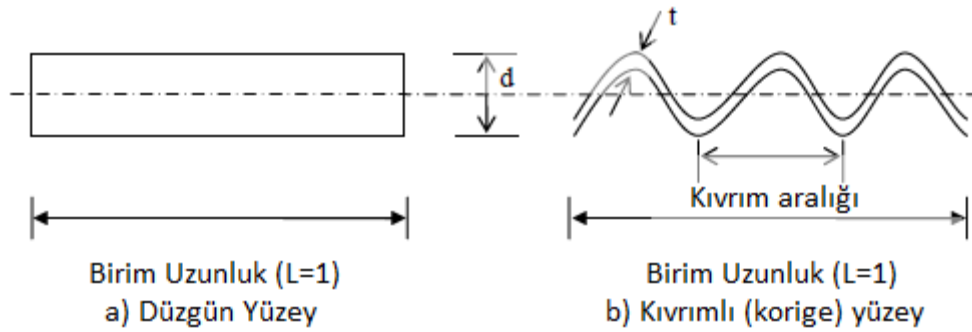 t
d
Kıvrım aralığı
Birim Uzunluk (L=1)
a) Düzgün Yüzey
Birim Uzunluk (L=1)
b) Kıvrımlı (korige) yüzey